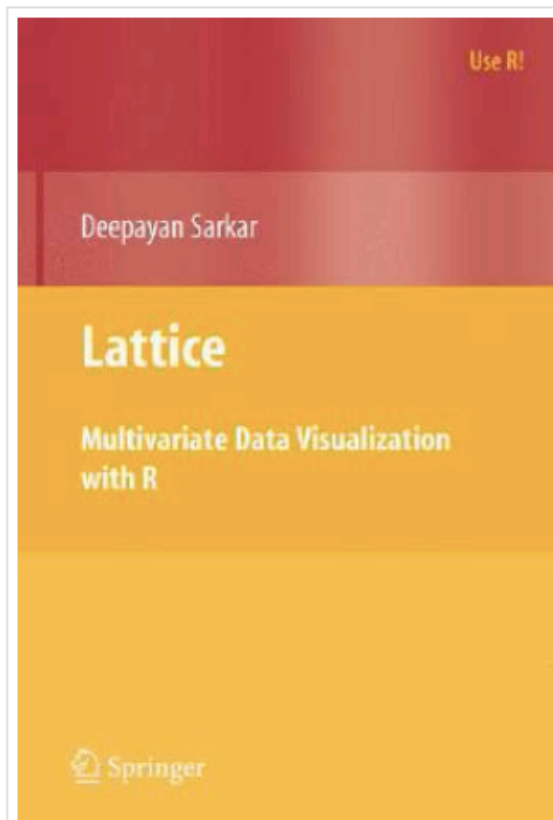 Use R!
Deepayan Sarkar
Lattice
Multivariate Data Visualization
with R
Springer